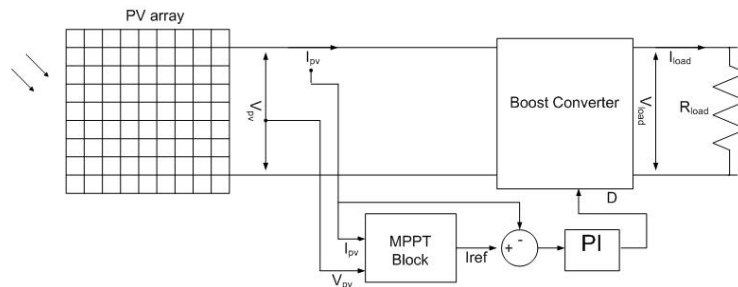 PV array
Ipv
Iload
Vpv
Boost Converter
Vload
Rload
D
Ipv
MPPT
Block
Iref
+
-
PI
Vpv